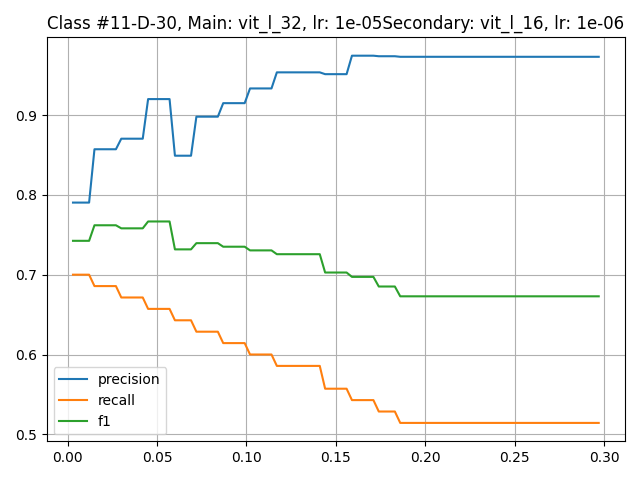 Class #11-D-30, Main: vit_l_32, lr: 1e-05Secondary: vit_l_16, lr: 1e-06
0.9
0.8
0.7
0.6
0.5
precision
recall
f1
0.00 0.05 0.10 0.15 0.20 0.25 0.30